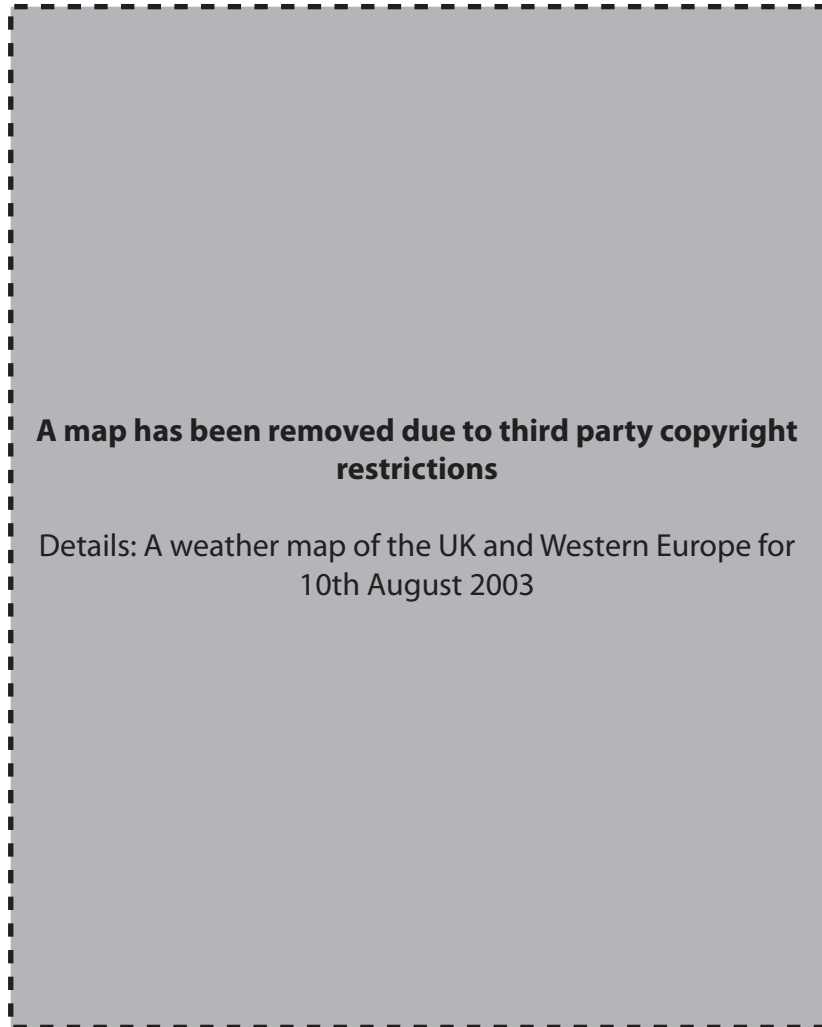 A map has been removed due to third party copyright
restrictions
Details: A weather map of the UK and Western Europe for
10th August 2003